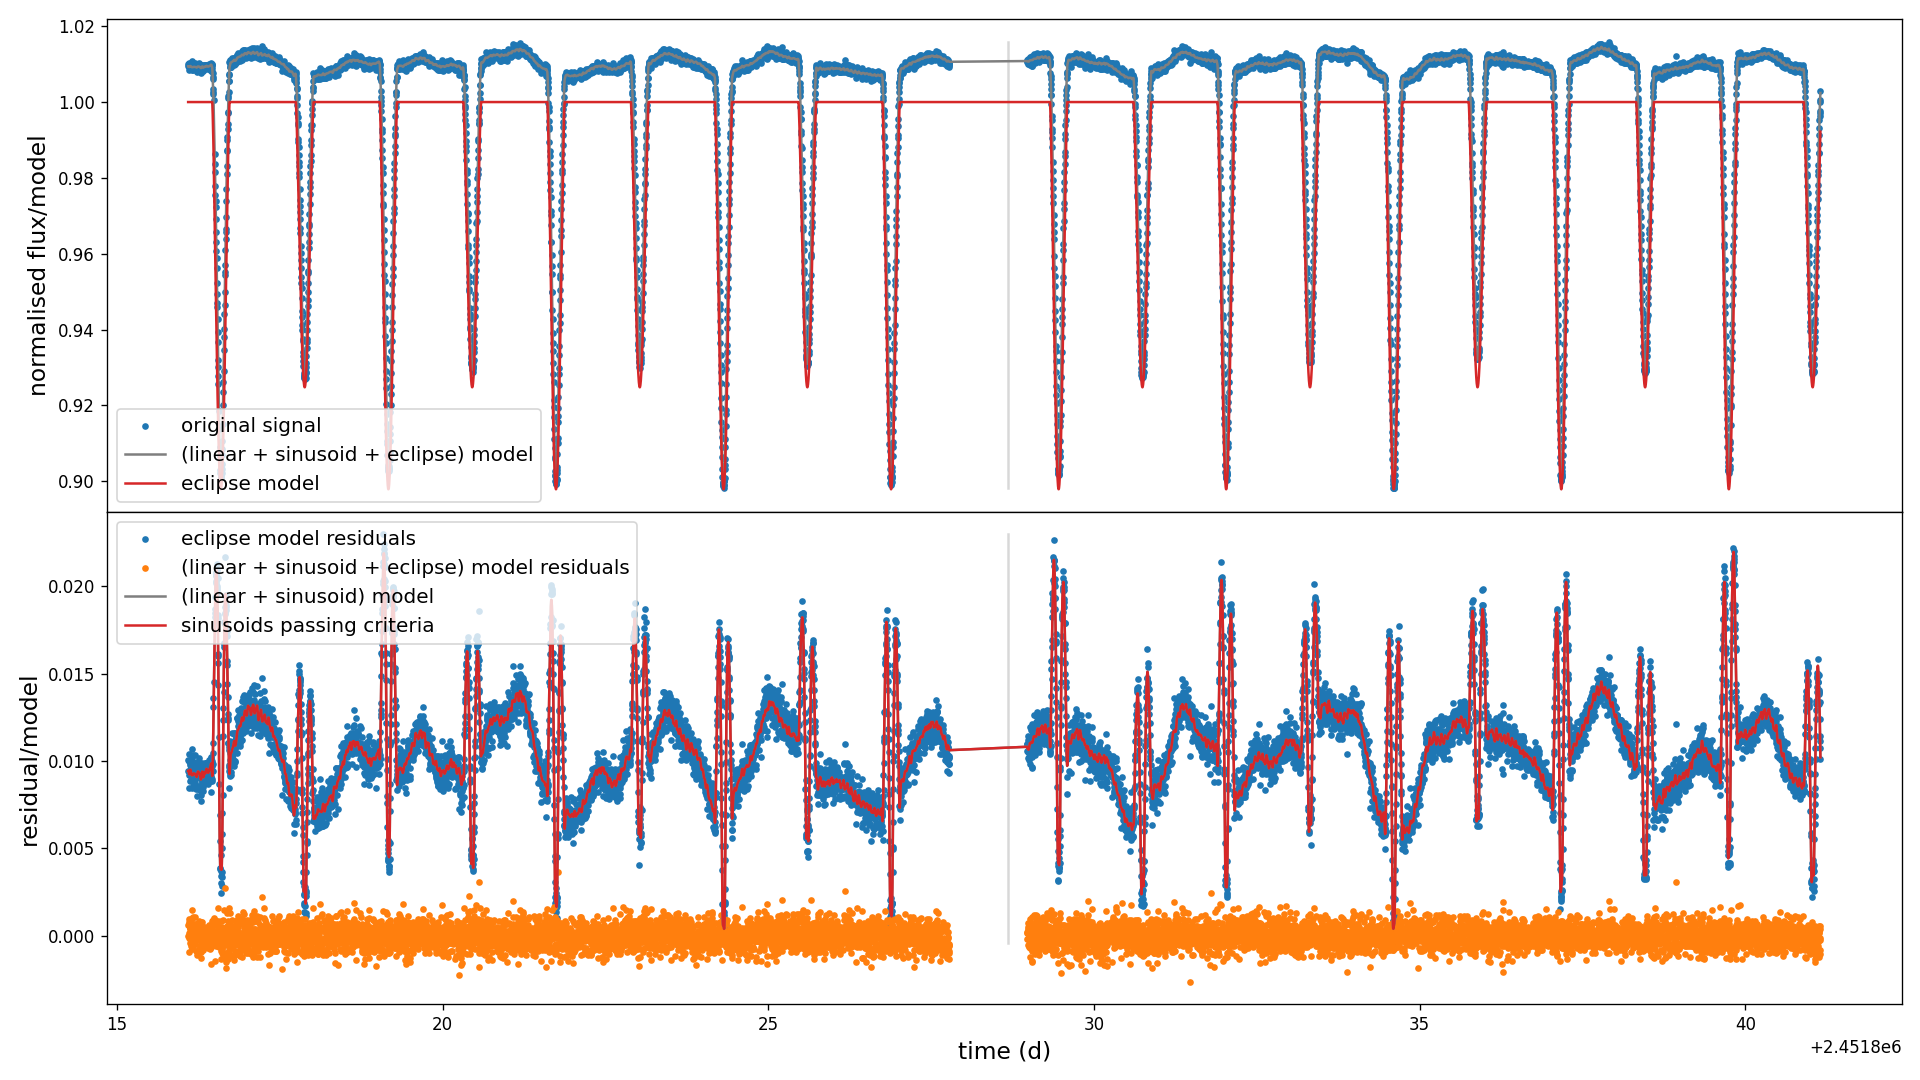 1.02
1.00
0.98
0.96
0.94
0.92
0.90
normalised flux/model
original signal
(linear + sinusoid + eclipse) model
eclipse model
eclipse model residuals
(linear + sinusoid + eclipse) model residuals
(linear + sinusoid) model
sinusoids passing criteria
0.020
0.015
0.010
0.005
0.000
residual/model
15 20 25 30 35 40
time (d)
+2.4518e6